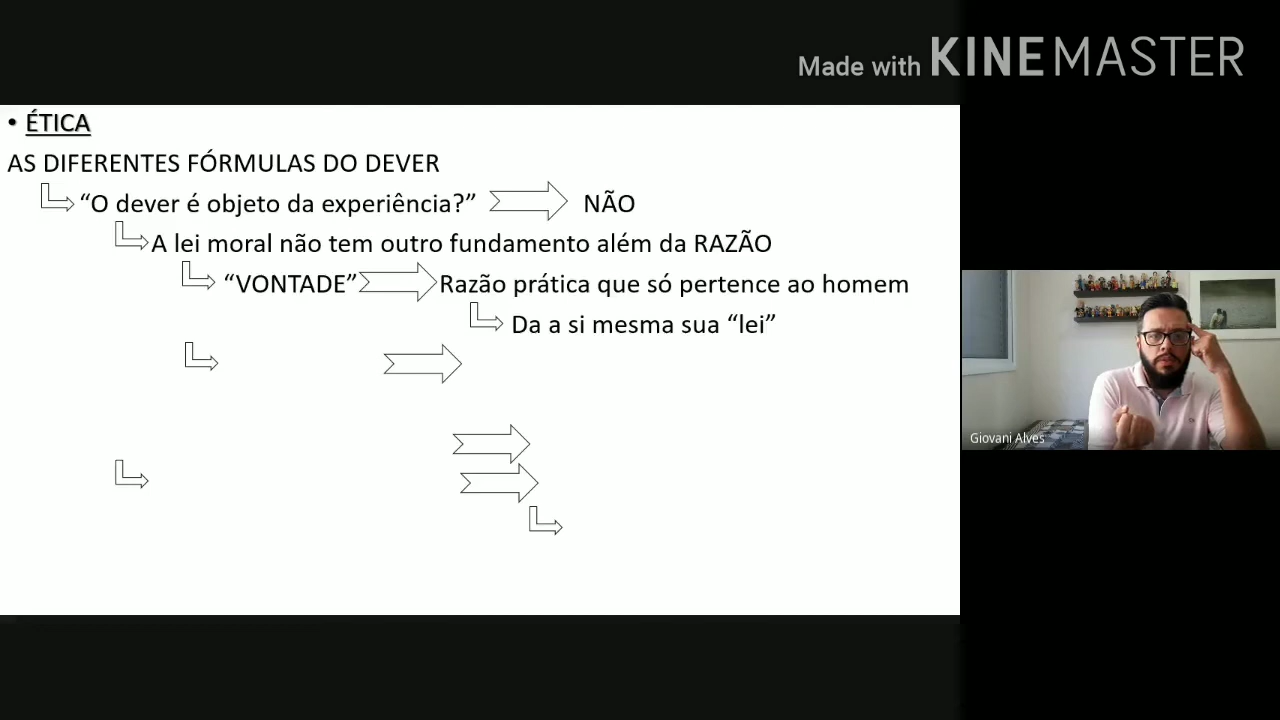 Made with KINEMASTER
• ÉTICA
AS DIFERENTES FÓRMULAS DO DEVER
“O dever é objeto da experiência?” NÃO
A lei moral não tem outro fundamento além da RAZÃO
“VONTADE” Razão prática que só pertence ao homem
Da a si mesma sua “lei”
Giovani Alves